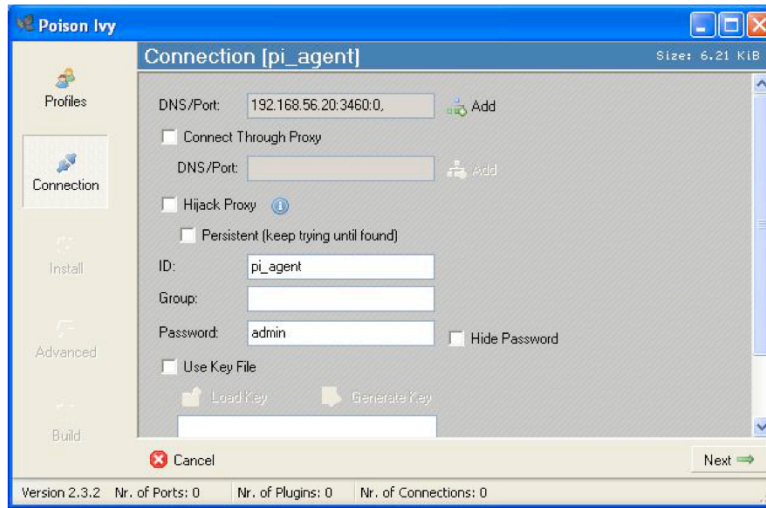 Poison Ivy
Connection [pi_agent]
Size: 6.21 KiB
Profiles
Connection
Install
Advanced
Build
DNS/Port: 192.168.56.20:3460:0, Add
Connect Through Proxy
DNS/Port: Add
Hijack Proxy
Persistent (keep trying until found)
ID: pi_agent
Group:
Password: admin Hide Password
Use Key File
Load Key Generate Key
Cancel Next
Version 2.3.2 Nr. of Ports: 0 Nr. of Plugins: 0 Nr. of Connections: 0